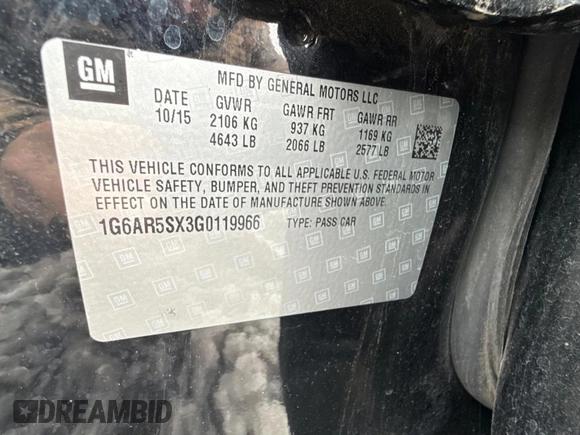 GM
MFD BY GENERAL MOTORS LLC
DATE GVWR GAWR FRT GAWR RR
10/15 2106 KG 937 KG 1169 KG
4643 LB 2066 LB 2577 LB
THIS VEHICLE CONFORMS TO ALL APPLICABLE U.S. FEDERAL MOTOR
VEHICLE SAFETY, BUMPER, AND THEFT PREVENTION STANDARDS IN
EFFECT ON THE DATE OF MANUFACTURE SHOWN ABOVE.
1G6AR5SX3G0119966 TYPE: PASS CAR
DREAMBID